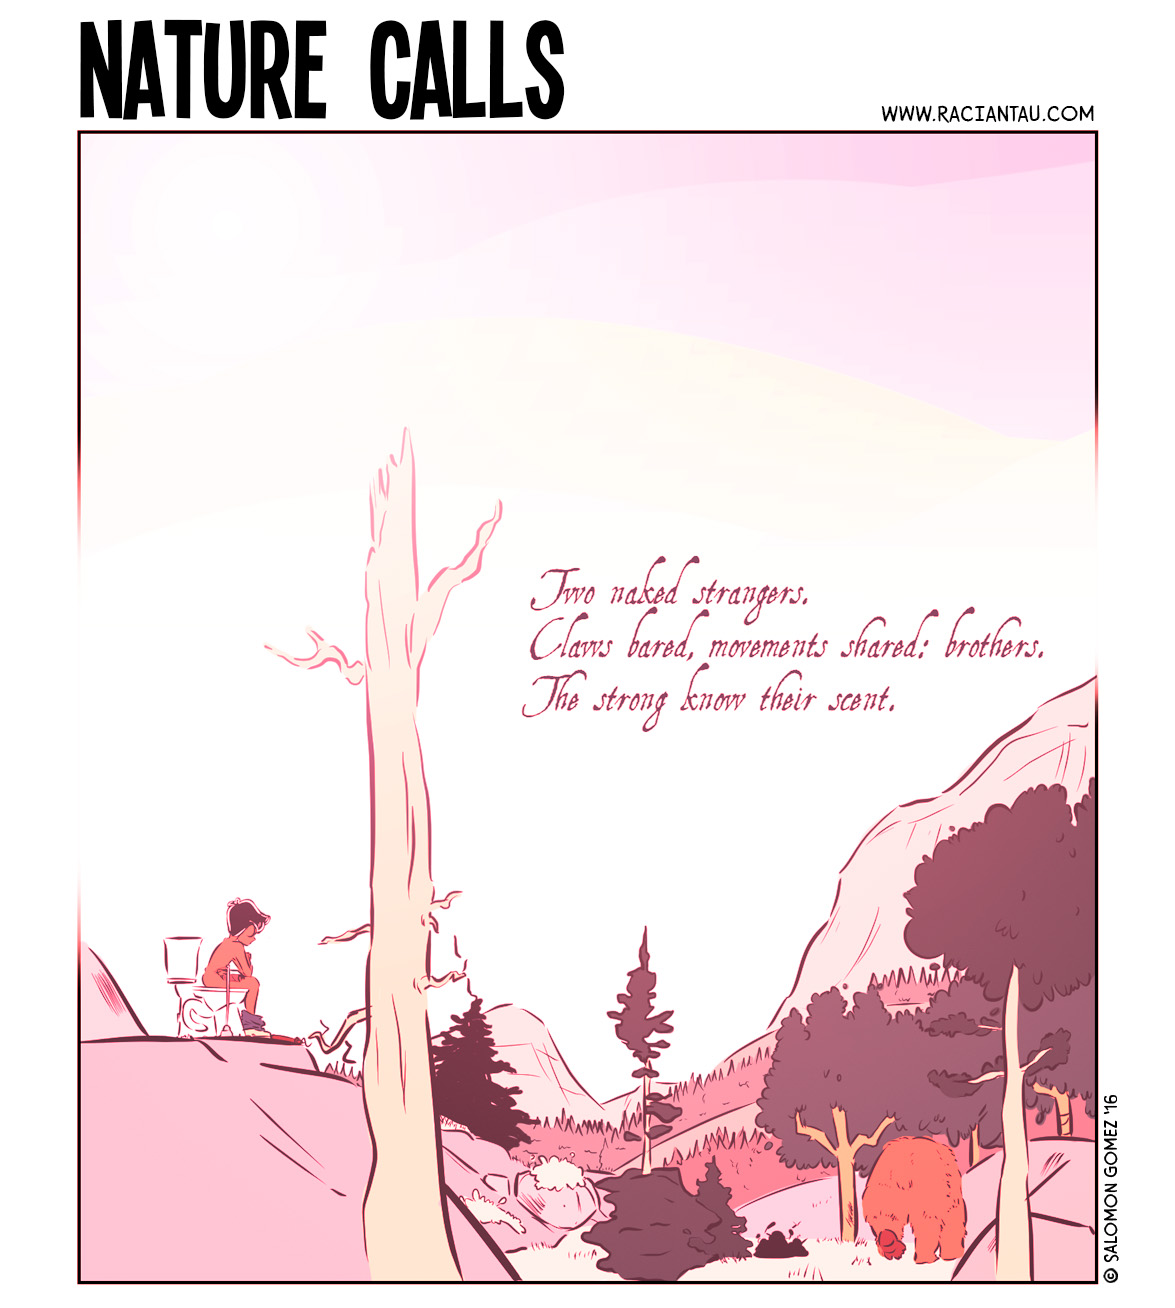 NATURE CALLS
WWW.RACIANTAU.COM
Two naked strangers.
Claws bared, movements shared: brothers.
The strong know their scent.
© SALOMON GOMEZ '16